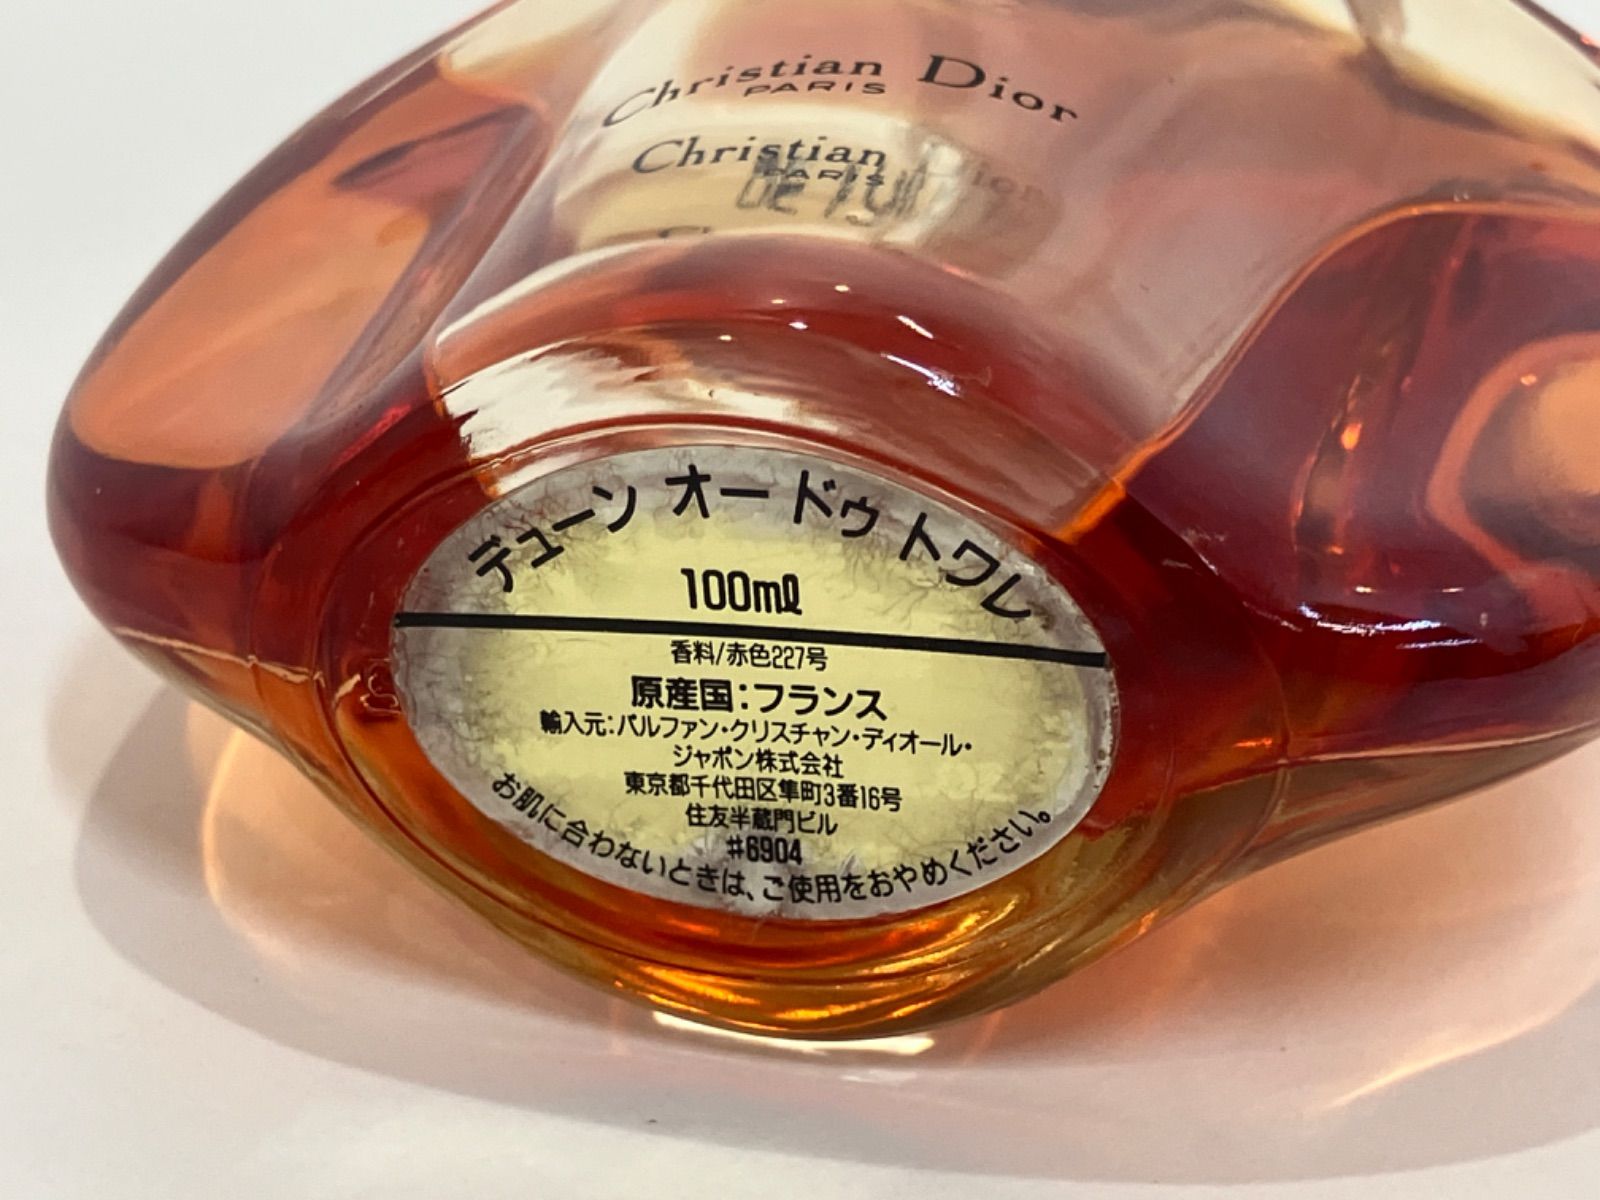 Christian Dior
PARIS
Christian Dior
PARIS
デューン オー ドゥ トワレ
100ml
香料/赤色227号
原産国:フランス
輸入元:パルファン・クリスチャン・ディオール・
ジャポン株式会社
東京都千代田区隼町3番16号
住友半蔵門ビル
#6904
お肌に合わないときは、ご使用をおやめください。